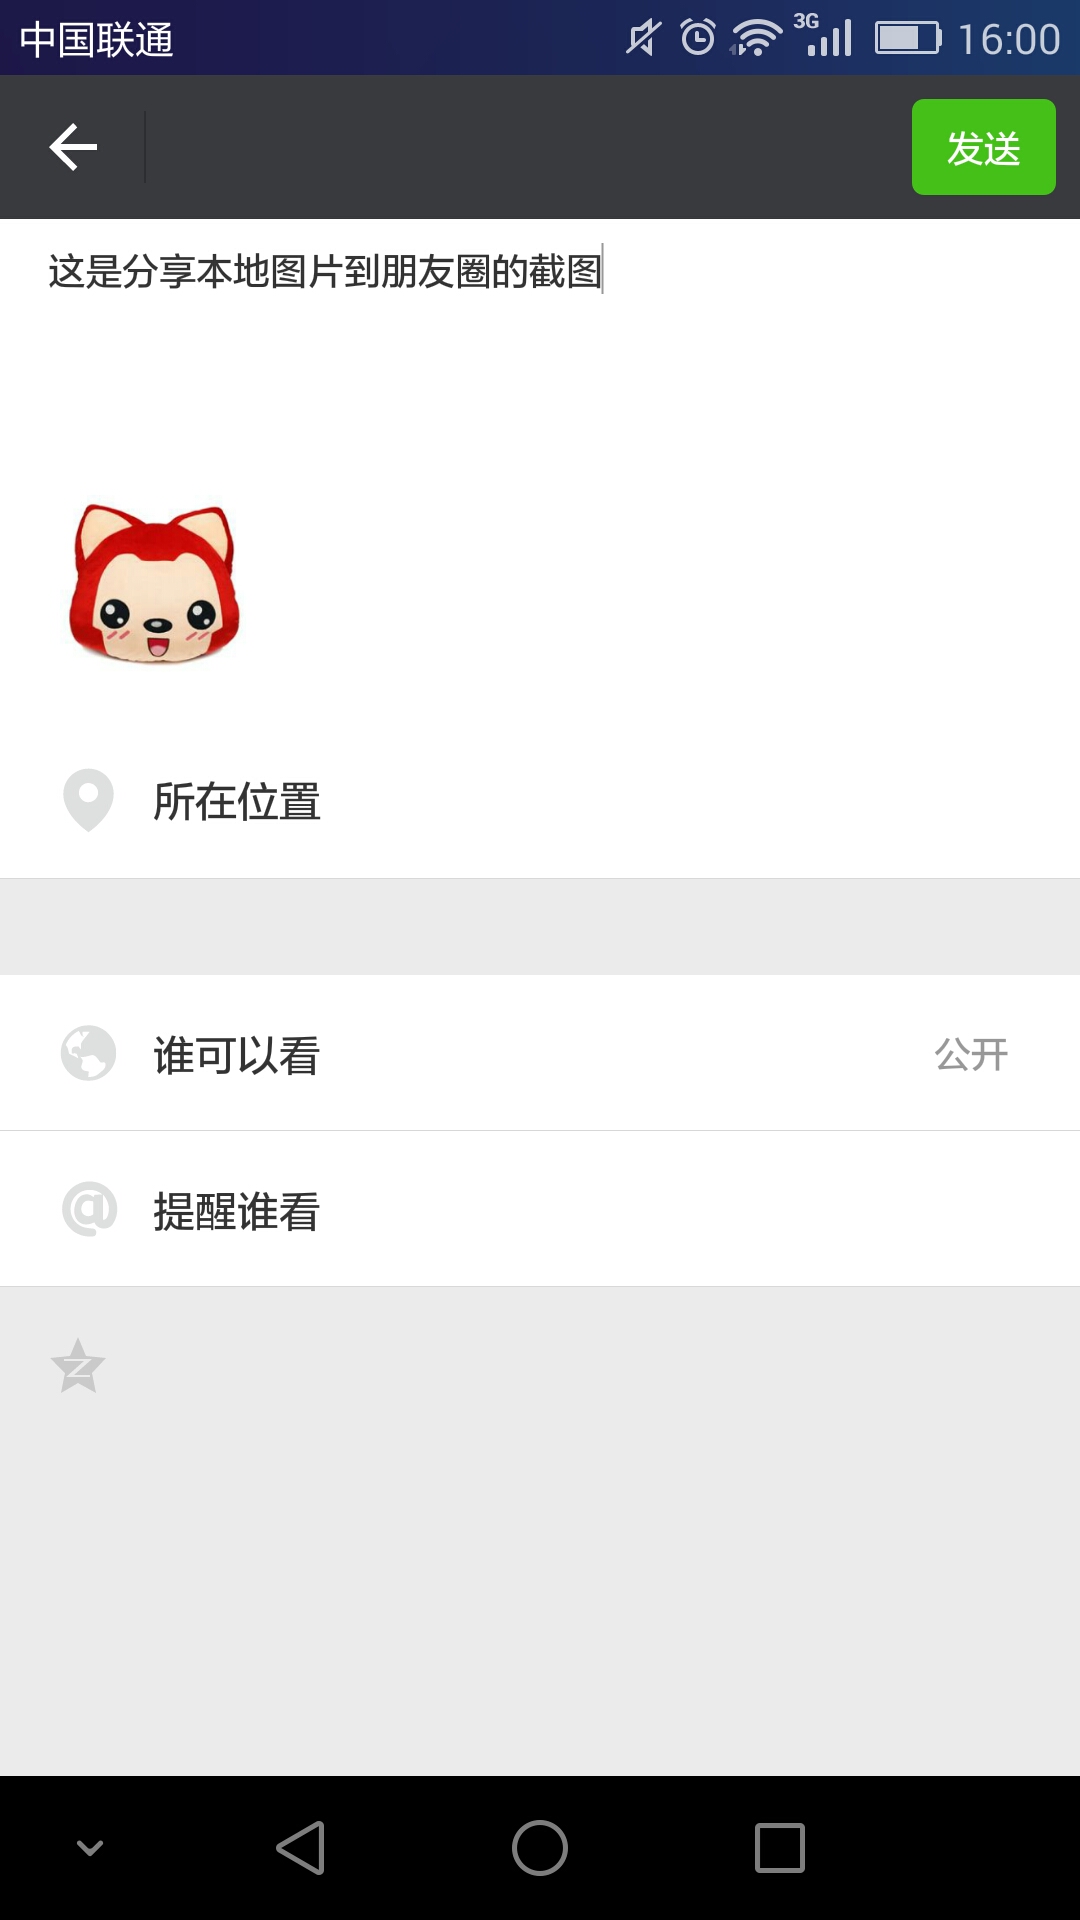 中国联通 3G 16:00
发送
这是分享本地图片到朋友圈的截图
所在位置
谁可以看 公开
提醒谁看